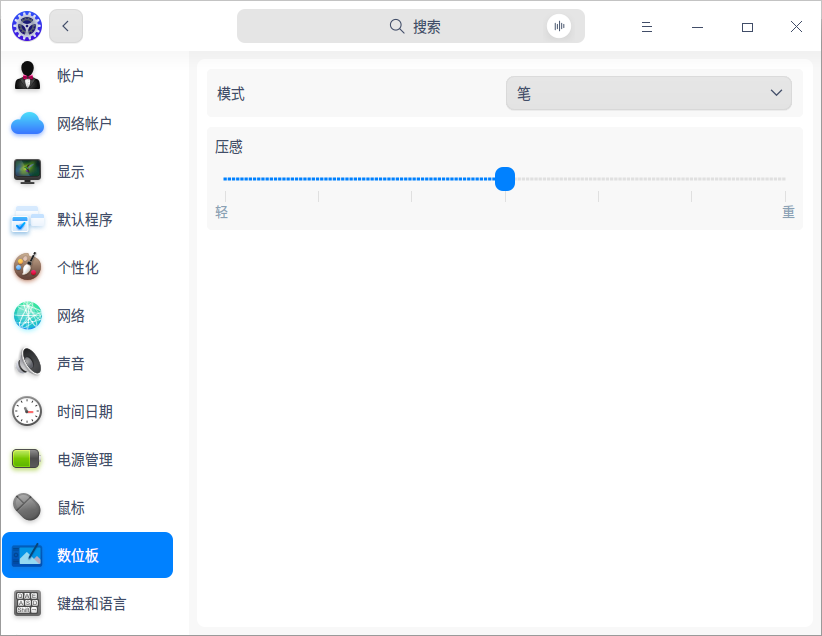 搜索
帐户
网络帐户
显示
默认程序
个性化
网络
声音
时间日期
电源管理
鼠标
数位板
键盘和语言
模式
笔
压感
轻
重